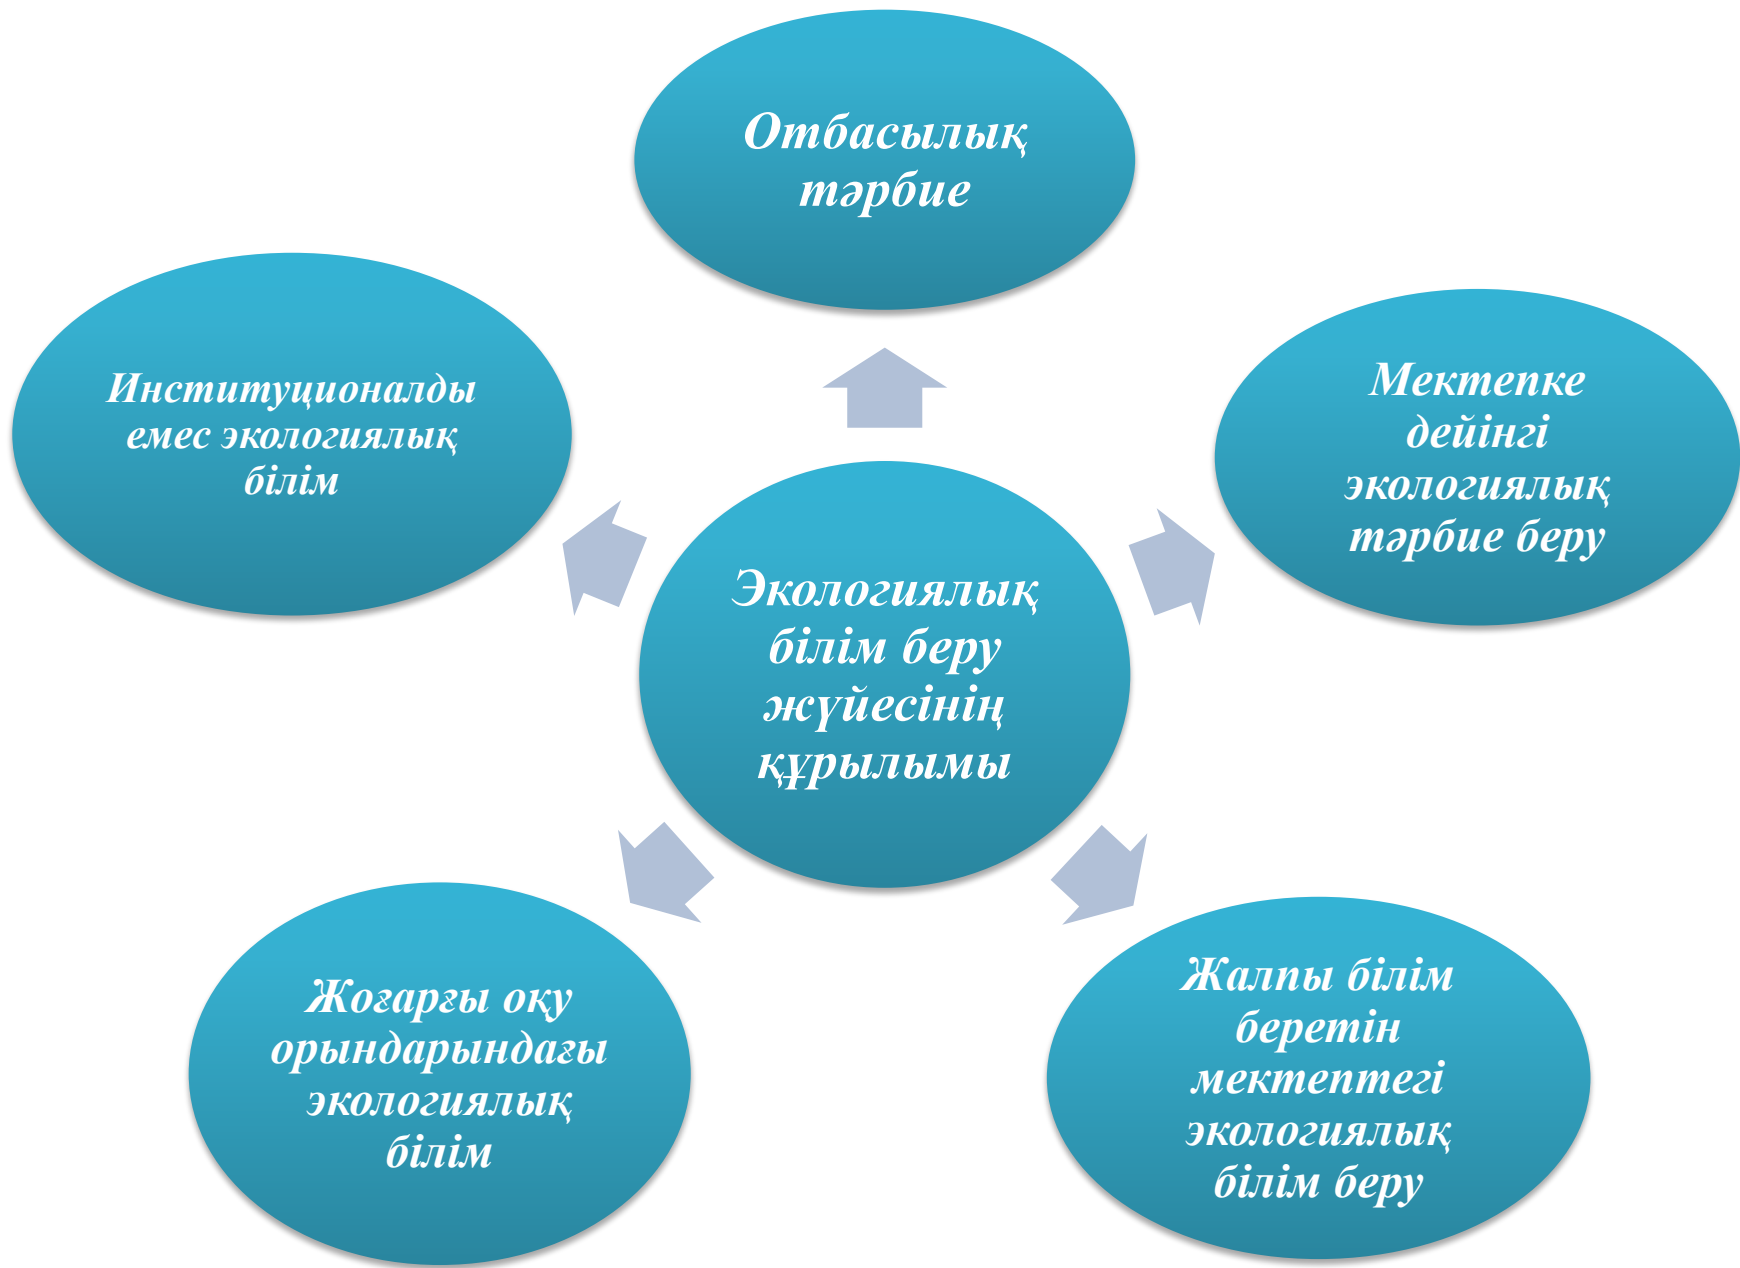 Отбасылық
тәрбие
Институционалды
емес экологиялық
білім
Мектепке
дейінгі
экологиялық
тәрбие беру
Экологиялық
білім беру
жүйесінің
құрылымы
Жоғарғы оқу
орындарындағы
экологиялық
білім
Жалпы білім
беретін
мектептегі
экологиялық
білім беру